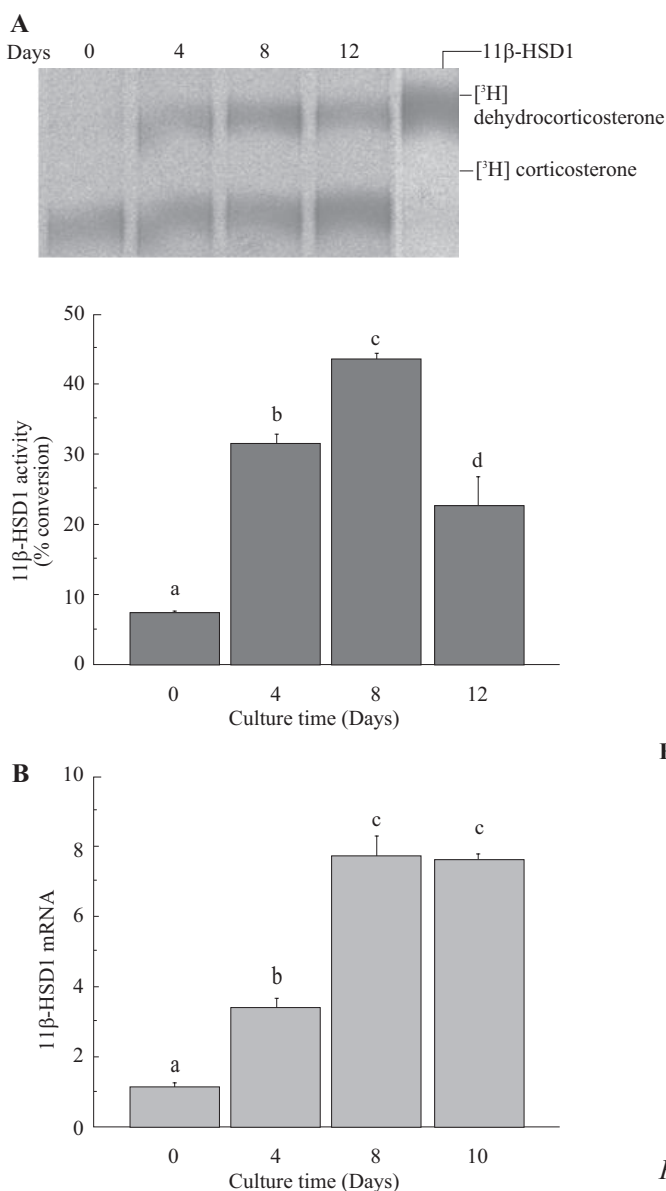 A
Days 0 4 8 12 11β-HSD1
[³H]
dehydrocorticosterone
[³H] corticosterone
50
40
30
20
10
0
11β-HSD1 activity
(% conversion)
a
b
c
d
0 4 8 12
Culture time (Days)
B
10
8
6
4
2
0
11β-HSD1 mRNA
a
b
c
c
0 4 8 10
Culture time (Days)